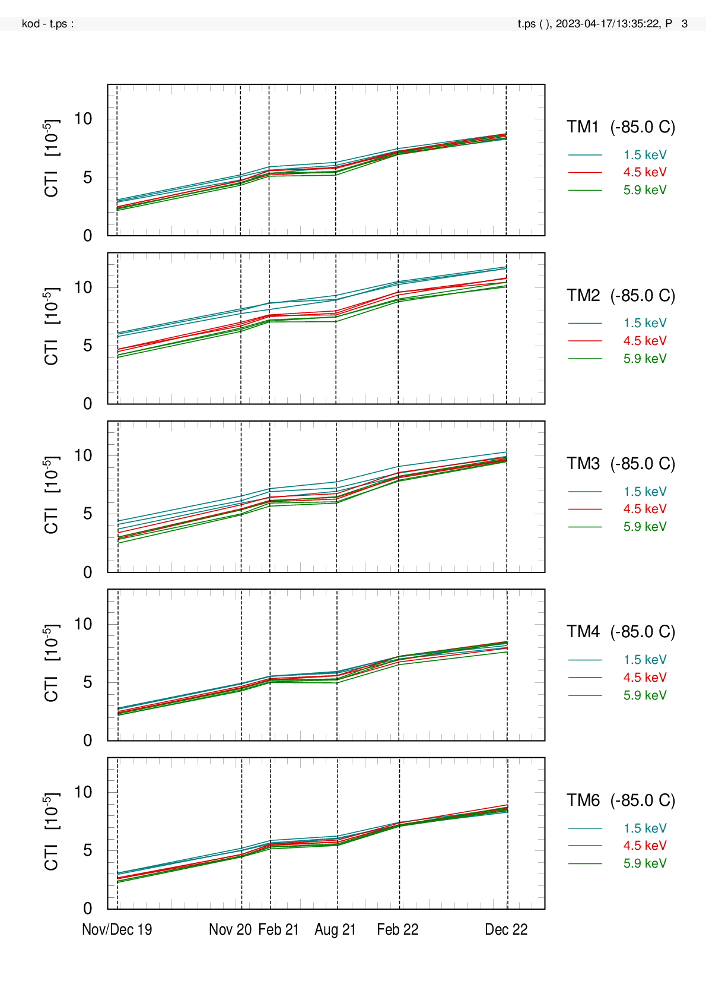 kod - t.ps :
t.ps ( ), 2023-04-17/13:35:22, P 3
10
5
0
CTI [10-5]
TM1 (-85.0 C)
1.5 keV
4.5 keV
5.9 keV
10
5
0
CTI [10-5]
TM2 (-85.0 C)
1.5 keV
4.5 keV
5.9 keV
10
5
0
CTI [10-5]
TM3 (-85.0 C)
1.5 keV
4.5 keV
5.9 keV
10
5
0
CTI [10-5]
TM4 (-85.0 C)
1.5 keV
4.5 keV
5.9 keV
10
5
0
CTI [10-5]
TM6 (-85.0 C)
1.5 keV
4.5 keV
5.9 keV
Nov/Dec 19 Nov 20 Feb 21 Aug 21 Feb 22 Dec 22